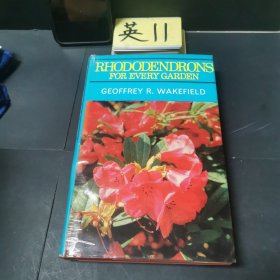 英11
RHODODENDRONS
FOR EVERY GARDEN
GEOFFREY R. WAKEFIELD